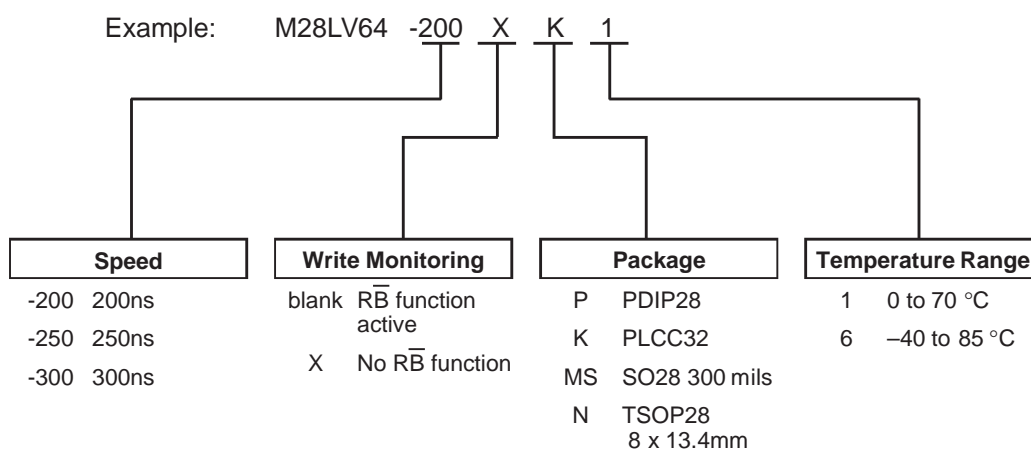 Example: M28LV64 -200 X K 1
Speed
-200 200ns
-250 250ns
-300 300ns
Write Monitoring
blank RB̅ function
active
X No RB̅ function
Package
P PDIP28
K PLCC32
MS SO28 300 mils
N TSOP28
8 x 13.4mm
Temperature Range
1 0 to 70 °C
6 –40 to 85 °C